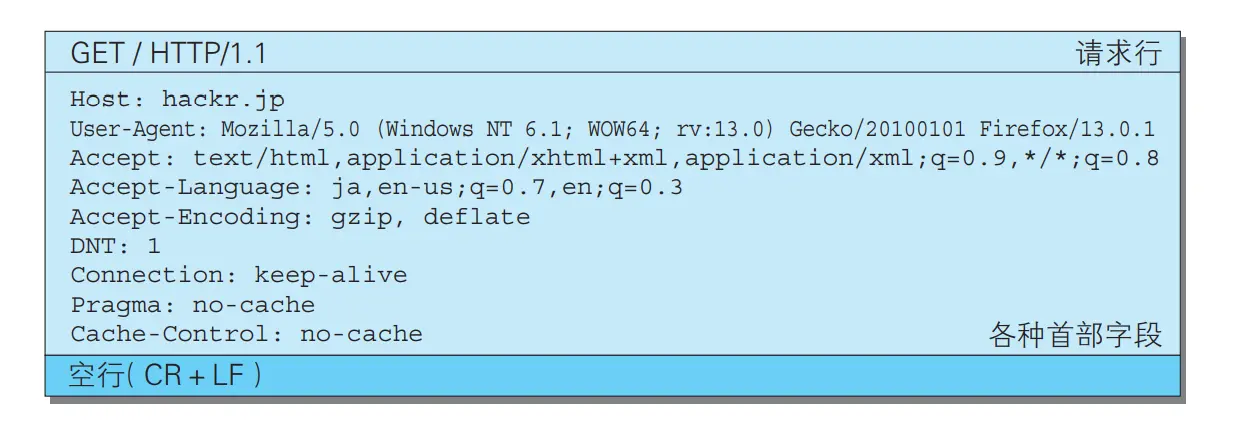 GET / HTTP/1.1 请求行
Host: hackr.jp
User-Agent: Mozilla/5.0 (Windows NT 6.1; WOW64; rv:13.0) Gecko/20100101 Firefox/13.0.1
Accept: text/html,application/xhtml+xml,application/xml;q=0.9,*/*;q=0.8
Accept-Language: ja,en-us;q=0.7,en;q=0.3
Accept-Encoding: gzip, deflate
DNT: 1
Connection: keep-alive
Pragma: no-cache
Cache-Control: no-cache 各种首部字段
空行( CR + LF )